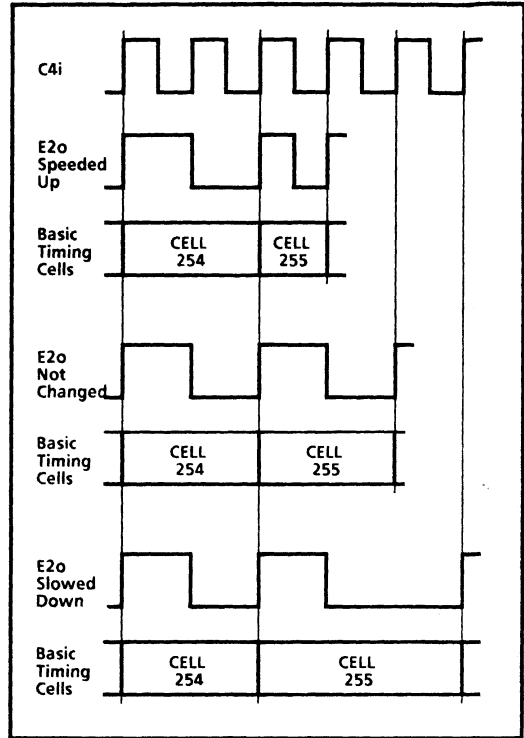 C4i
E2o
Speeded
Up
Basic
Timing
Cells
CELL
254
CELL
255
E2o
Not
Changed
Basic
Timing
Cells
CELL
254
CELL
255
E2o
Slowed
Down
Basic
Timing
Cells
CELL
254
CELL
255